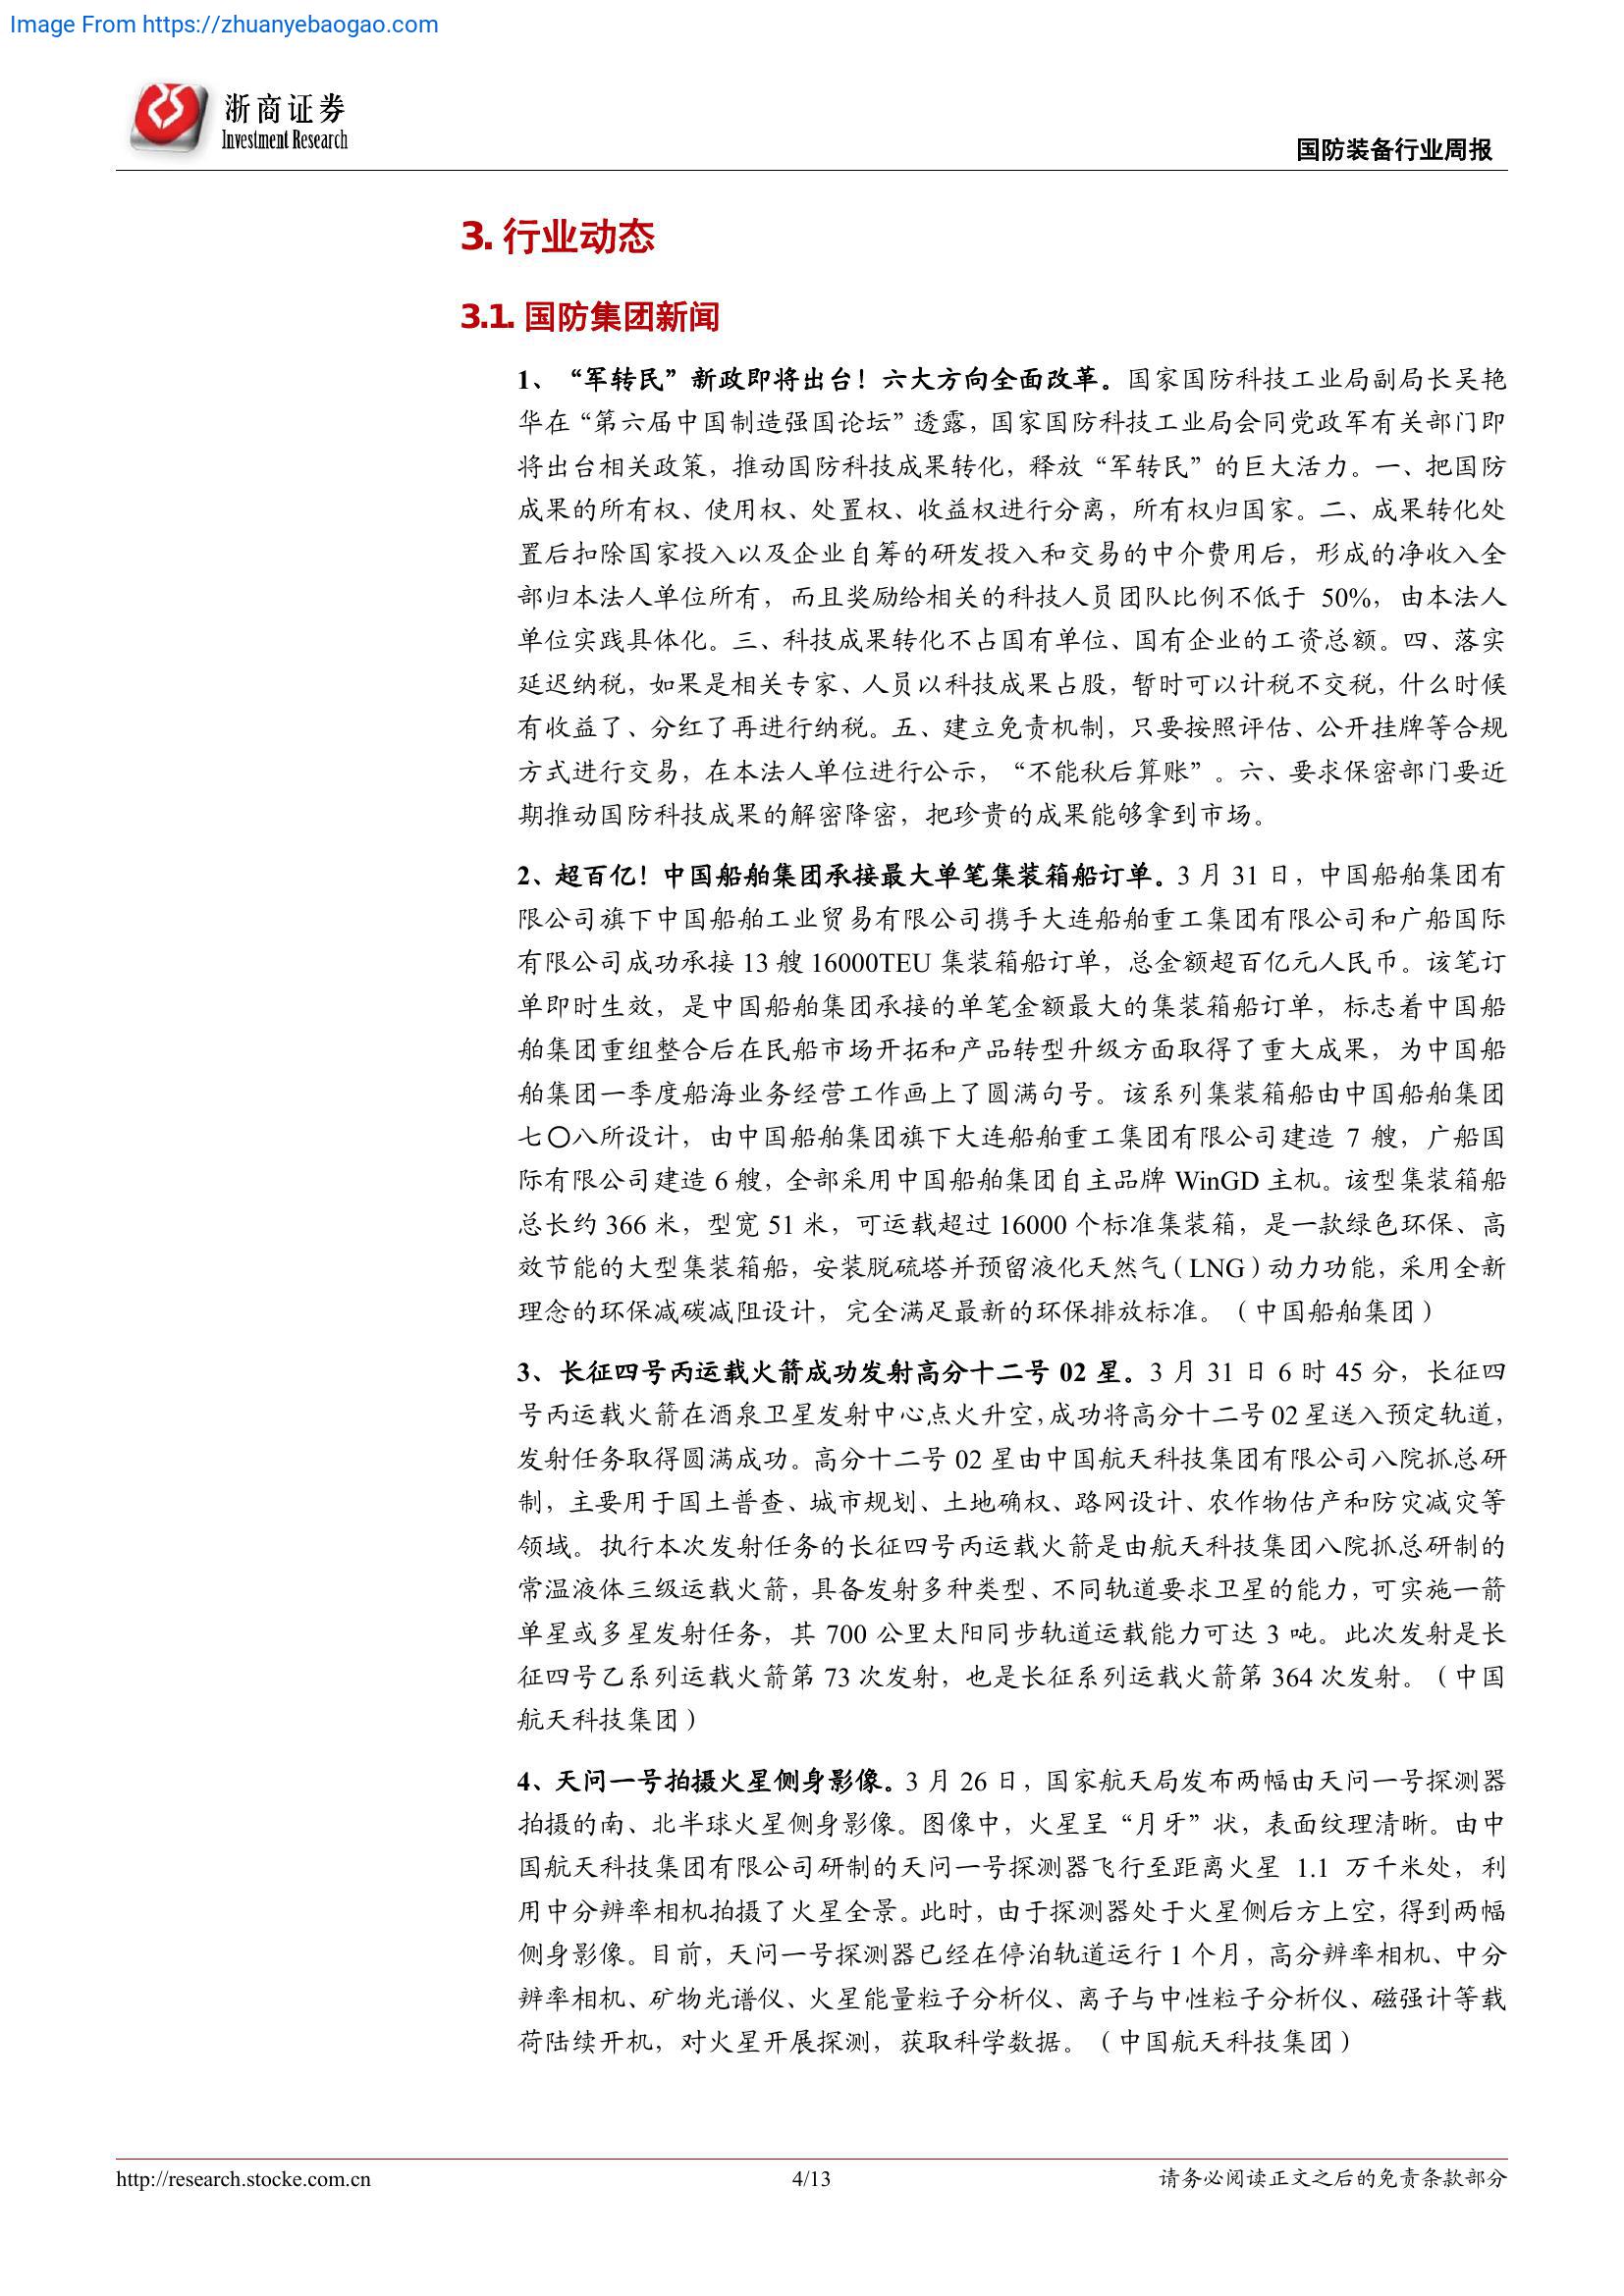 Image From https://zhuanyebaogao.com
浙商证券
Investment Research
国防装备行业周报
3. 行业动态
3.1. 国防集团新闻
1、“军转民”新政即将出台！六大方向全面改革。国家国防科技工业局副局长吴艳
华在“第六届中国制造强国论坛”透露，国家国防科技工业局会同党政军有关部门即
将出台相关政策，推动国防科技成果转化，释放“军转民”的巨大活力。一、把国防
成果的所有权、使用权、处置权、收益权进行分离，所有权归国家。二、成果转化处
置后扣除国家投入以及企业自筹的研发投入和交易的中介费用后，形成的净收入全
部归本法人单位所有，而且奖励给相关的科技人员团队比例不低于 50%，由本法人
单位实践具体化。三、科技成果转化不占国有单位、国有企业的工资总额。四、落实
延迟纳税，如果是相关专家、人员以科技成果占股，暂时可以计税不交税，什么时候
有收益了、分红了再进行纳税。五、建立免责机制，只要按照评估、公开挂牌等合规
方式进行交易，在本法人单位进行公示，“不能秋后算账”。六、要求保密部门要近
期推动国防科技成果的解密降密，把珍贵的成果能够拿到市场。
2、超百亿！中国船舶集团承接最大单笔集装箱船订单。3 月 31 日，中国船舶集团有
限公司旗下中国船舶工业贸易有限公司携手大连船舶重工集团有限公司和广船国际
有限公司成功承接 13 艘 16000TEU 集装箱船订单，总金额超百亿元人民币。该笔订
单即时生效，是中国船舶集团承接的单笔金额最大的集装箱船订单，标志着中国船
舶集团重组整合后在民船市场开拓和产品转型升级方面取得了重大成果，为中国船
舶集团一季度船海业务经营工作画上了圆满句号。该系列集装箱船由中国船舶集团
七〇八所设计，由中国船舶集团旗下大连船舶重工集团有限公司建造 7 艘，广船国
际有限公司建造 6 艘，全部采用中国船舶集团自主品牌 WinGD 主机。该型集装箱船
总长约 366 米，型宽 51 米，可运载超过 16000 个标准集装箱，是一款绿色环保、高
效节能的大型集装箱船，安装脱硫塔并预留液化天然气（LNG）动力功能，采用全新
理念的环保减碳减阻设计，完全满足最新的环保排放标准。（中国船舶集团）
3、长征四号丙运载火箭成功发射高分十二号 02 星。3 月 31 日 6 时 45 分，长征四
号丙运载火箭在酒泉卫星发射中心点火升空，成功将高分十二号 02 星送入预定轨道，
发射任务取得圆满成功。高分十二号 02 星由中国航天科技集团有限公司八院抓总研
制，主要用于国土普查、城市规划、土地确权、路网设计、农作物估产和防灾减灾等
领域。执行本次发射任务的长征四号丙运载火箭是由航天科技集团八院抓总研制的
常温液体三级运载火箭，具备发射多种类型、不同轨道要求卫星的能力，可实施一箭
单星或多星发射任务，其 700 公里太阳同步轨道运载能力可达 3 吨。此次发射是长
征四号乙系列运载火箭第 73 次发射，也是长征系列运载火箭第 364 次发射。（中国
航天科技集团）
4、天问一号拍摄火星侧身影像。3 月 26 日，国家航天局发布两幅由天问一号探测器
拍摄的南、北半球火星侧身影像。图像中，火星呈“月牙”状，表面纹理清晰。由中
国航天科技集团有限公司研制的天问一号探测器飞行至距离火星 1.1 万千米处，利
用中分辨率相机拍摄了火星全景。此时，由于探测器处于火星侧后方上空，得到两幅
侧身影像。目前，天问一号探测器已经在停泊轨道运行 1 个月，高分辨率相机、中分
辨率相机、矿物光谱仪、火星能量粒子分析仪、离子与中性粒子分析仪、磁强计等载
荷陆续开机，对火星开展探测，获取科学数据。（中国航天科技集团）
http://research.stocke.com.cn
4/13
请务必阅读正文之后的免责条款部分